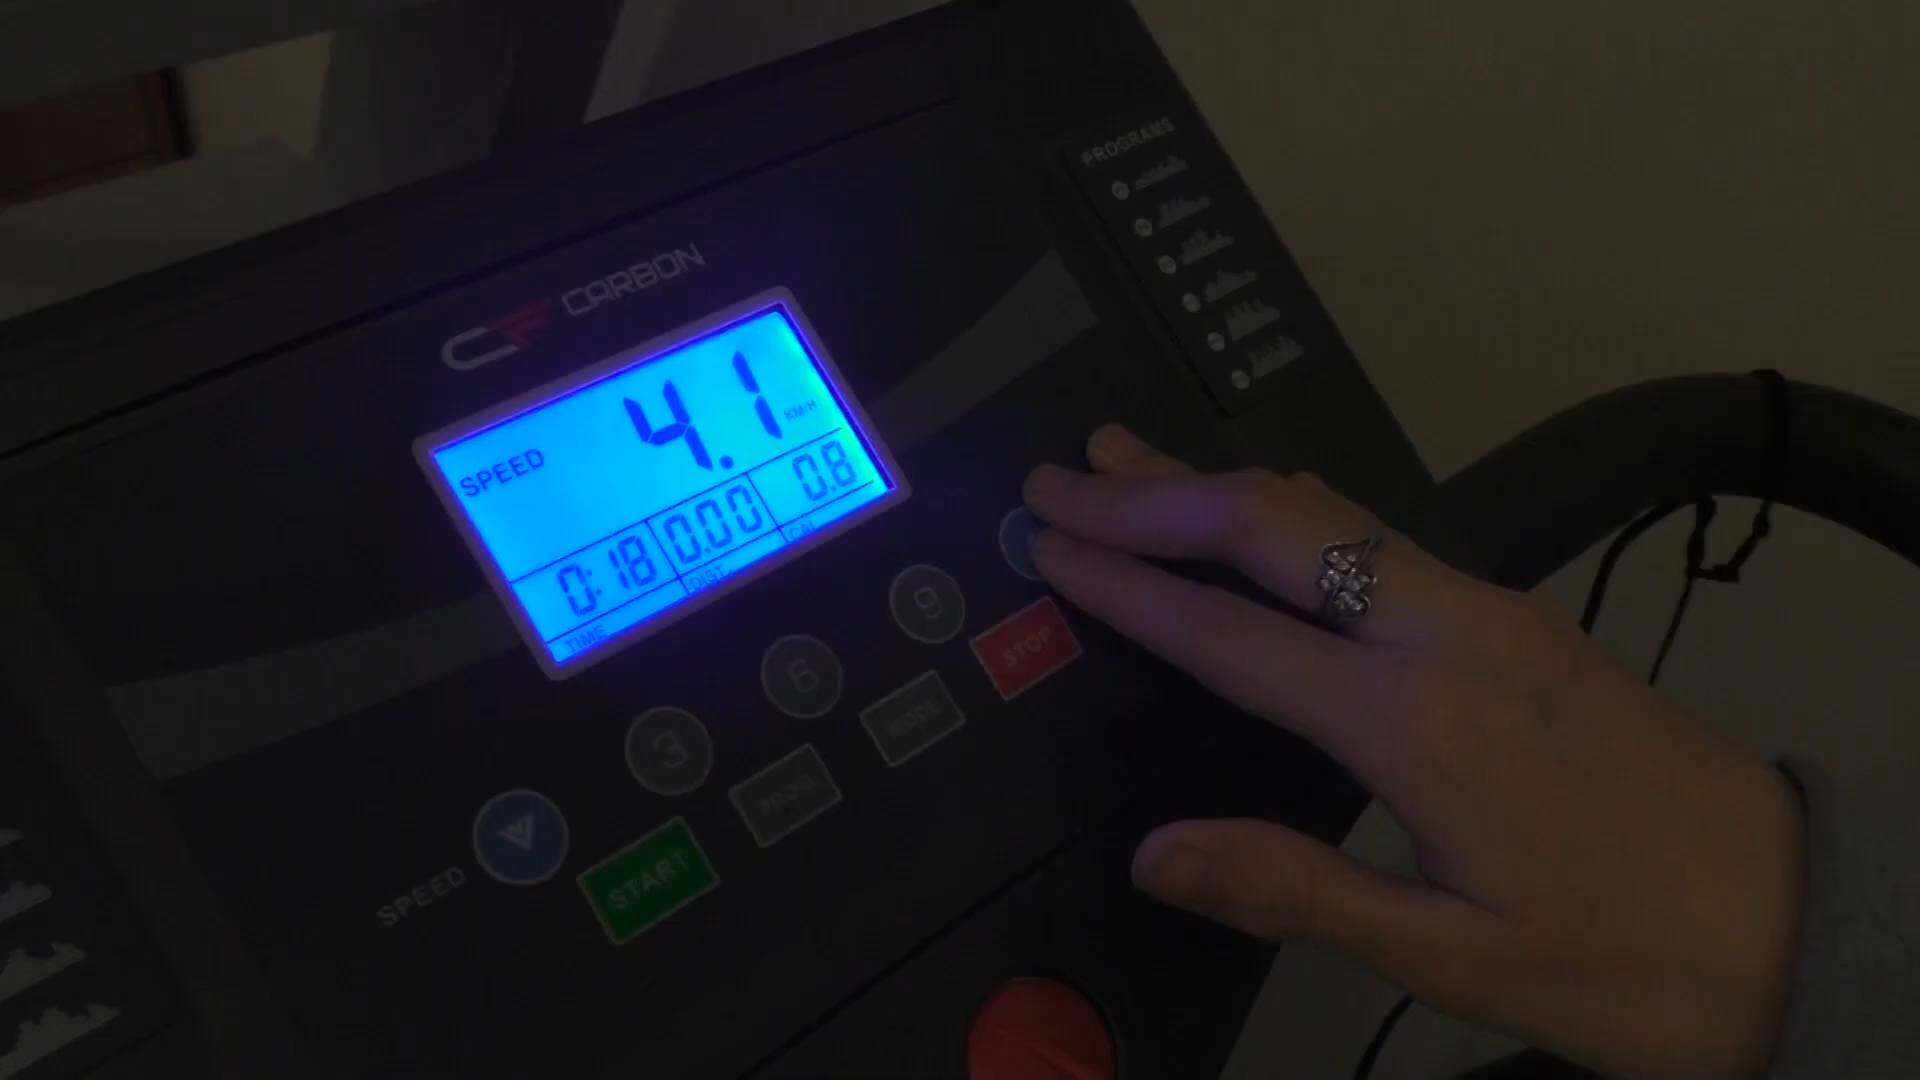 PROGRAMS
CF CARBON
SPEED 4.1 KM/H
0:18 0.00 0.8
TIME DIST. CAL
3 6 9
SPEED
START PROG MODE STOP